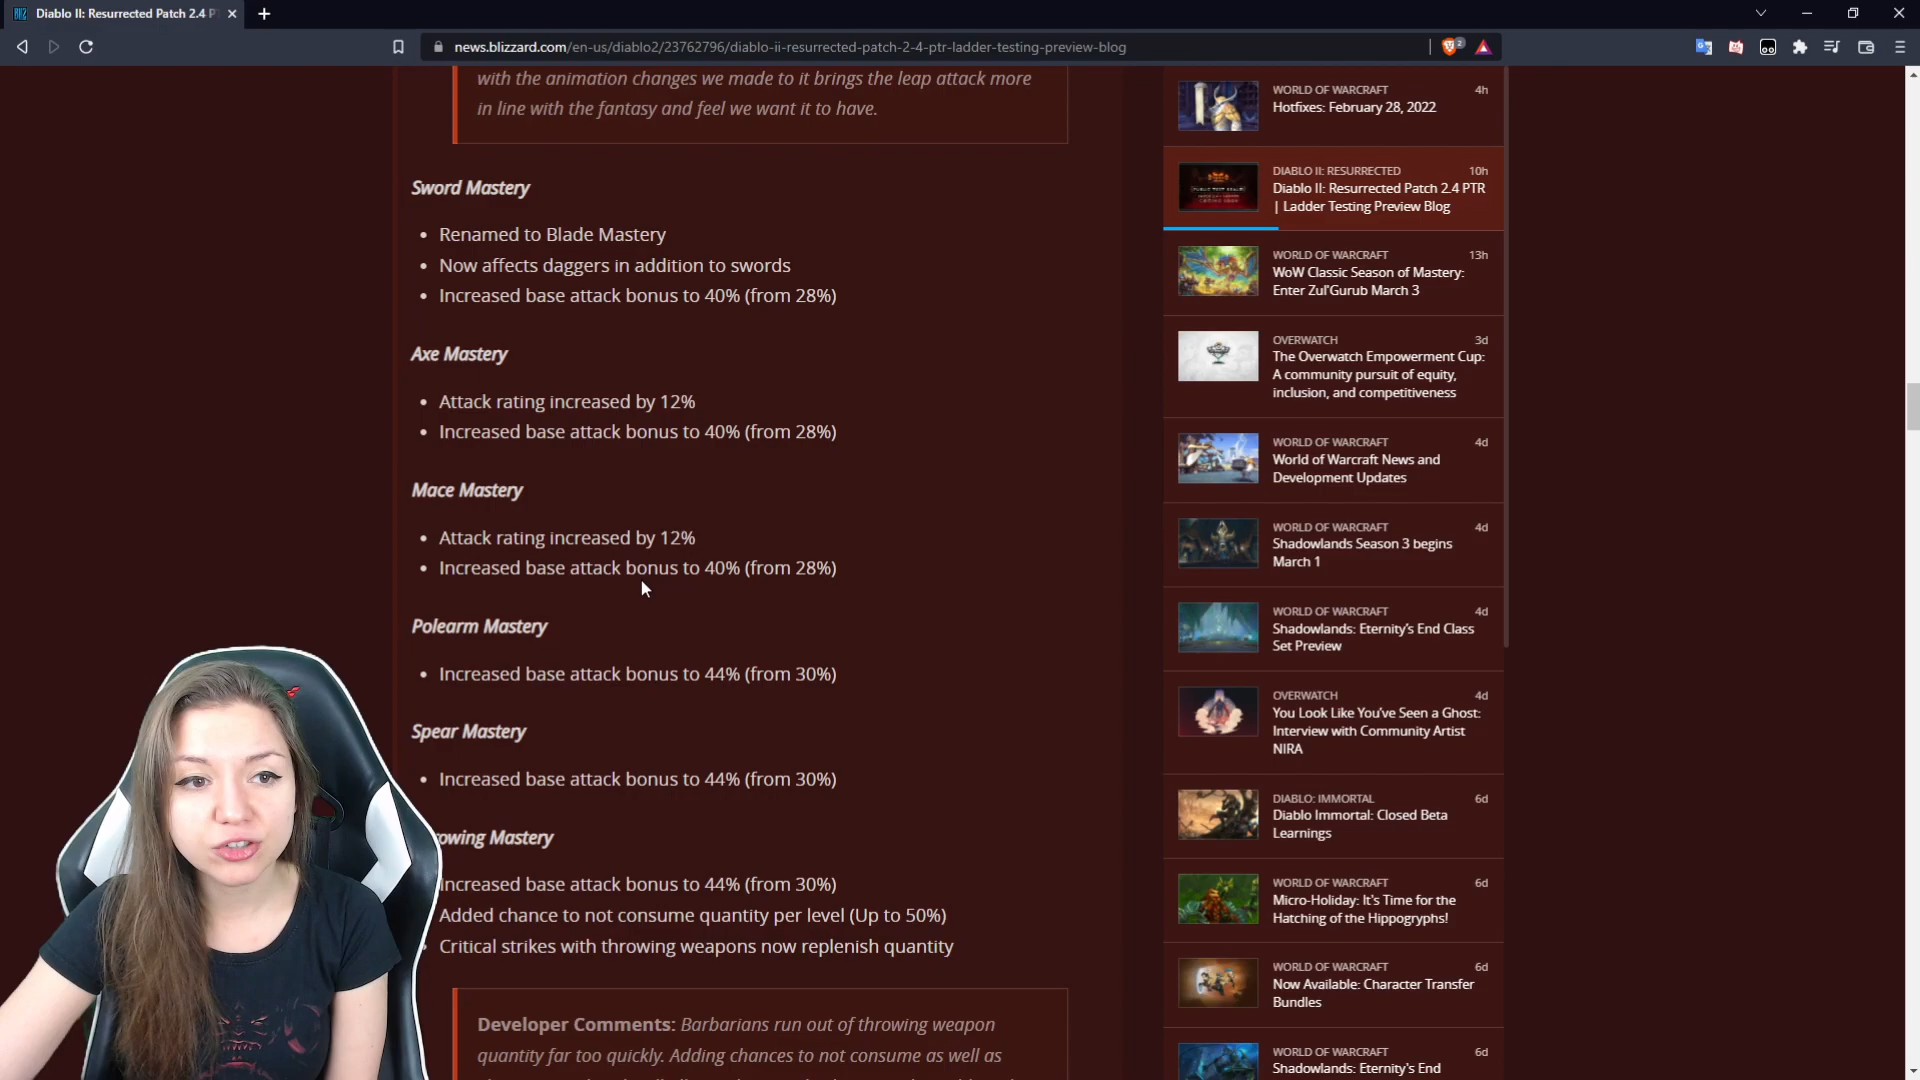 Diablo II: Resurrected Patch 2.4 P
news.blizzard.com/en-us/diablo2/23762796/diablo-ii-resurrected-patch-2-4-ptr-ladder-testing-preview-blog
2
with the animation changes we made to it brings the leap attack more
in line with the fantasy and feel we want it to have.
Sword Mastery
• Renamed to Blade Mastery
• Now affects daggers in addition to swords
• Increased base attack bonus to 40% (from 28%)
Axe Mastery
• Attack rating increased by 12%
• Increased base attack bonus to 40% (from 28%)
Mace Mastery
• Attack rating increased by 12%
• Increased base attack bonus to 40% (from 28%)
Polearm Mastery
• Increased base attack bonus to 44% (from 30%)
Spear Mastery
• Increased base attack bonus to 44% (from 30%)
rowing Mastery
Increased base attack bonus to 44% (from 30%)
Added chance to not consume quantity per level (Up to 50%)
• Critical strikes with throwing weapons now replenish quantity
Developer Comments: Barbarians run out of throwing weapon
quantity far too quickly. Adding chances to not consume as well as
WORLD OF WARCRAFT 4h
Hotfixes: February 28, 2022
DIABLO II: RESURRECTED 10h
Diablo II: Resurrected Patch 2.4 PTR
| Ladder Testing Preview Blog
WORLD OF WARCRAFT 13h
WoW Classic Season of Mastery:
Enter Zul'Gurub March 3
OVERWATCH 3d
The Overwatch Empowerment Cup:
A community pursuit of equity,
inclusion, and competitiveness
WORLD OF WARCRAFT 4d
World of Warcraft News and
Development Updates
WORLD OF WARCRAFT 4d
Shadowlands Season 3 begins
March 1
WORLD OF WARCRAFT 4d
Shadowlands: Eternity's End Class
Set Preview
OVERWATCH 4d
You Look Like You've Seen a Ghost:
Interview with Community Artist
NIRA
DIABLO: IMMORTAL 6d
Diablo Immortal: Closed Beta
Learnings
WORLD OF WARCRAFT 6d
Micro-Holiday: It's Time for the
Hatching of the Hippogryphs!
WORLD OF WARCRAFT 6d
Now Available: Character Transfer
Bundles
WORLD OF WARCRAFT 6d
Shadowlands: Eternity's End